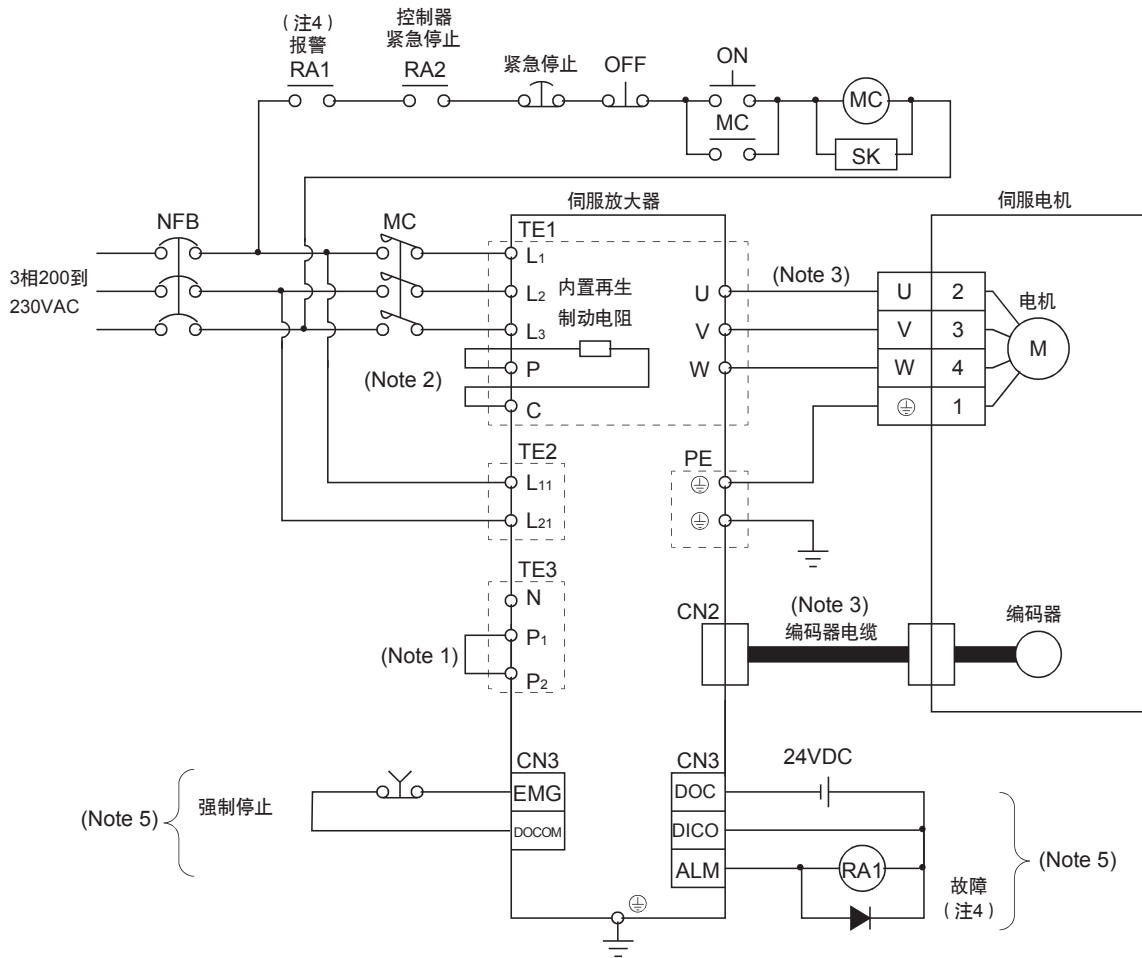 （注4）
报警
RA1
控制器
紧急停止
RA2
紧急停止
OFF
ON
MC
MC
SK
NFB
MC
3相200到
230VAC
伺服放大器
TE1
L1
L2
L3
P
C
内置再生
制动电阻
(Note 2)
U
V
W
(Note 3)
伺服电机
U 2
V 3
W 4
1
电机
M
TE2
L11
L21
PE
TE3
N
P1
P2
(Note 1)
CN2
(Note 3)
编码器电缆
编码器
CN3
EMG
DOCOM
强制停止
(Note 5)
CN3
DOC
DICO
ALM
24VDC
RA1
故障
（注4）
(Note 5)